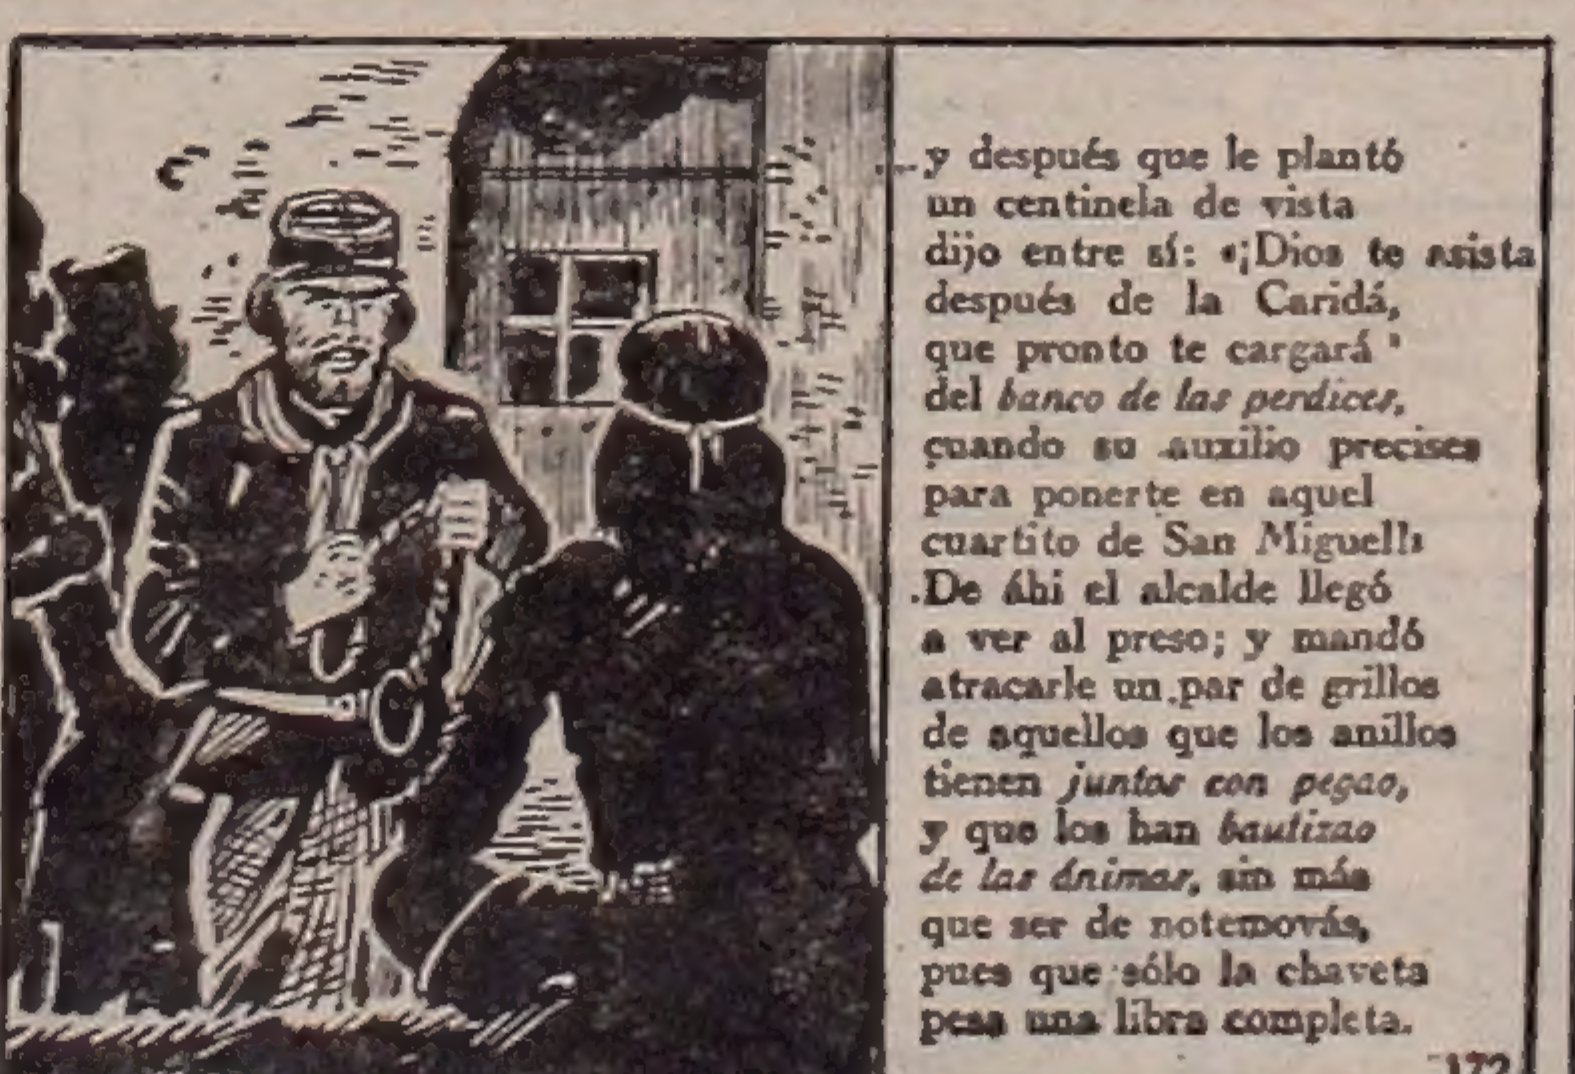 ...y después que le plantó
un centinela de vista
dijo entre sí: «¡Dios te asista
después de la Caridá,
que pronto te cargará
del banco de las perdices,
cuando su auxilio precises
para ponerte en aquel
cuartito de San Miguel!»
De áhi el alcalde llegó
a ver al preso; y mandó
atracarle un par de grillos
de aquellos que los anillos
tienen juntos con pegao,
y que los han bautizao
de las ánimas, sin más
que ser de notemovás,
pues que sólo la chaveta
pesa una libra completa.
172